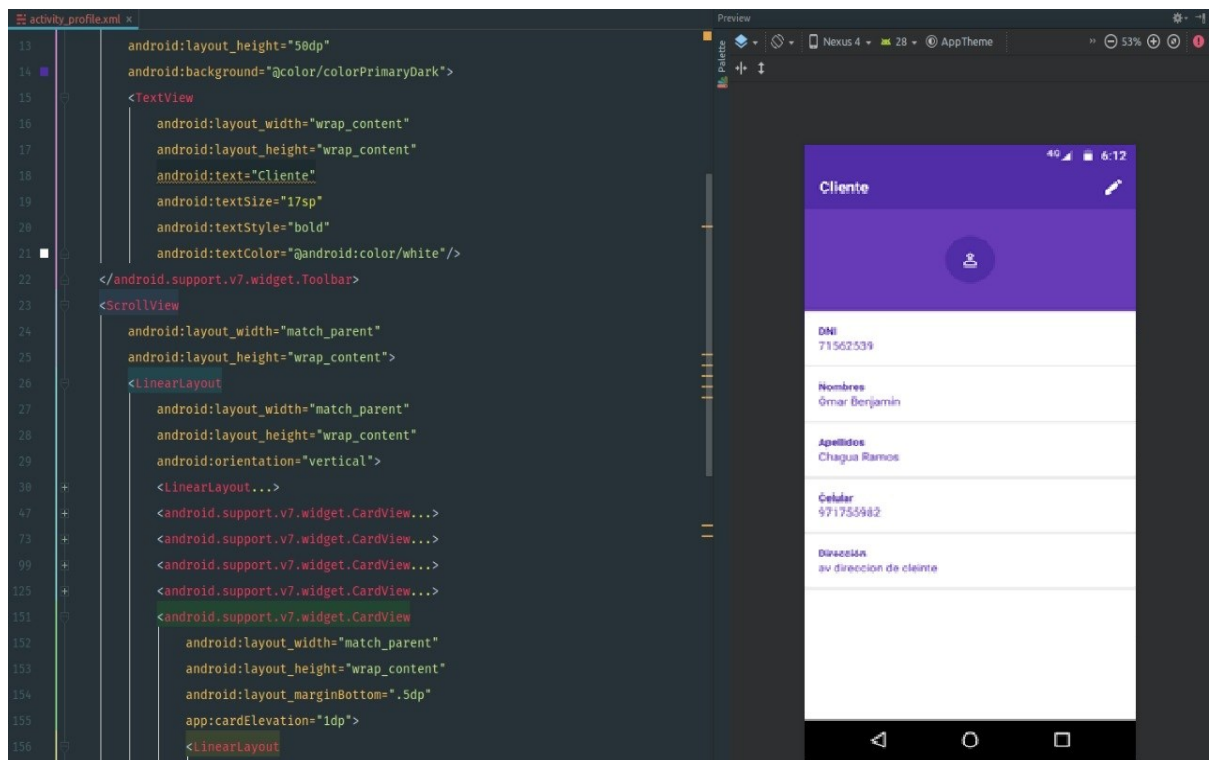 activity_profile.xml ×
Preview
13 android:layout_height="50dp"
14 android:background="@color/colorPrimaryDark">
15 <TextView
16 android:layout_width="wrap_content"
17 android:layout_height="wrap_content"
18 android:text="Cliente"
19 android:textSize="17sp"
20 android:textStyle="bold"
21 android:textColor="@android:color/white"/>
22 </android.support.v7.widget.Toolbar>
23 <ScrollView
24 android:layout_width="match_parent"
25 android:layout_height="wrap_content">
26 <LinearLayout
27 android:layout_width="match_parent"
28 android:layout_height="wrap_content"
29 android:orientation="vertical">
30 <LinearLayout...>
47 <android.support.v7.widget.CardView...>
73 <android.support.v7.widget.CardView...>
99 <android.support.v7.widget.CardView...>
125 <android.support.v7.widget.CardView...>
151 <android.support.v7.widget.CardView
152 android:layout_width="match_parent"
153 android:layout_height="wrap_content"
154 android:layout_marginBottom=".5dp"
155 app:cardElevation="1dp">
156 <LinearLayout
Palette
Nexus 4 28 AppTheme » 53%
4G 6:12
Cliente
DNI
71562539
Nombres
Omar Benjamin
Apellidos
Chagua Ramos
Celular
971755982
Dirección
av direccion de cleinte